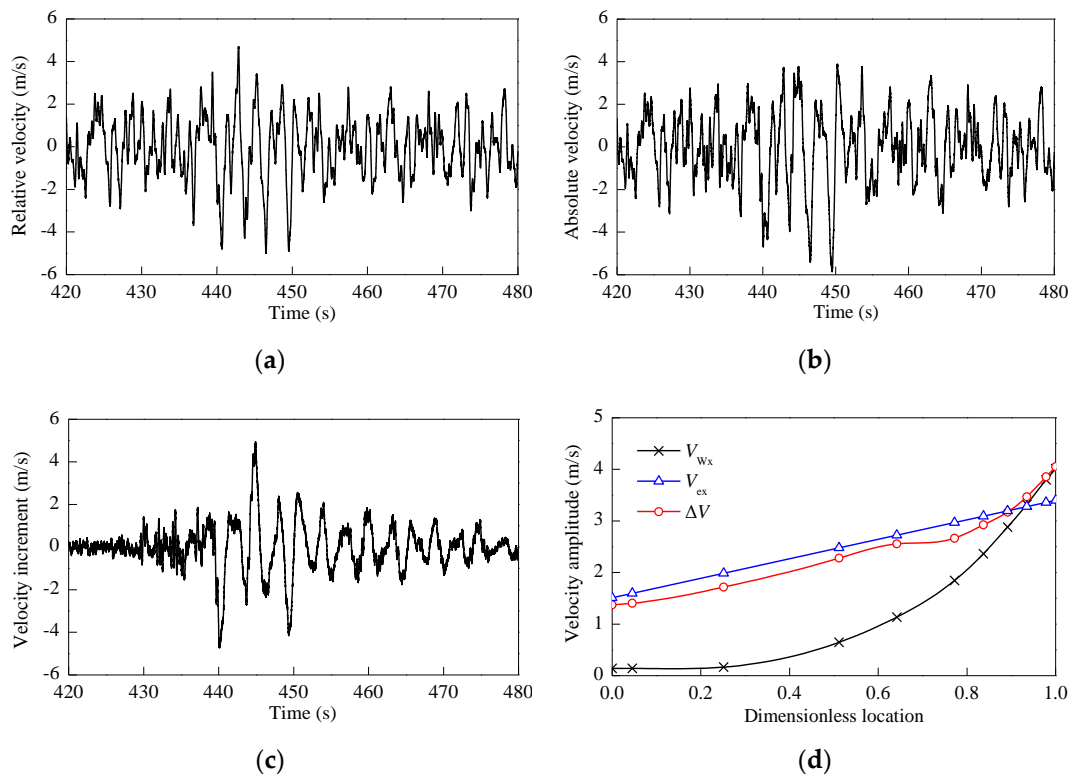 6
4
2
0
-2
-4
-6
Relative velocity (m/s)
420 430 440 450 460 470 480
Time (s)
(a)
6
4
2
0
-2
-4
-6
Absolute velocity (m/s)
420 430 440 450 460 470 480
Time (s)
(b)
6
4
2
0
-2
-4
-6
Velocity increment (m/s)
420 430 440 450 460 470 480
Time (s)
(c)
5
4
3
2
1
0
Velocity amplitude (m/s)
V_Wx
V_ex
ΔV
0.0 0.2 0.4 0.6 0.8 1.0
Dimensionless location
(d)